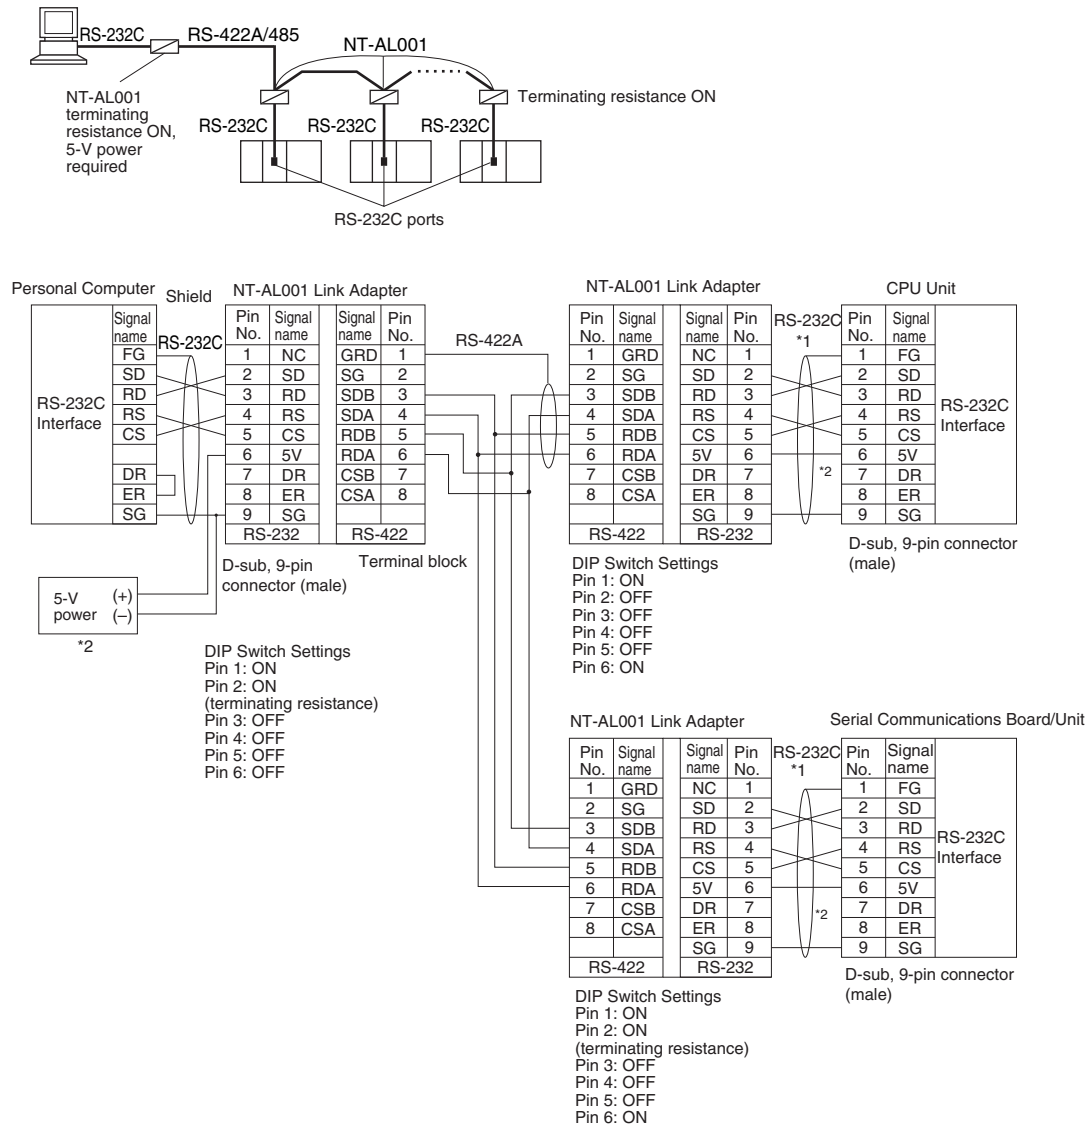 RS-232C RS-422A/485
NT-AL001
NT-AL001
terminating
resistance ON,
5-V power
required
Terminating resistance ON
RS-232C RS-232C RS-232C
RS-232C ports
Personal Computer
Shield
NT-AL001 Link Adapter
Signal name
FG
SD
RD
RS
CS
DR
ER
SG
RS-232C
Interface
RS-232C
Pin No. Signal name Signal name Pin No.
1 NC GRD 1
2 SD SG 2
3 RD SDB 3
4 RS SDA 4
5 CS RDB 5
6 5V RDA 6
7 DR CSB 7
8 ER CSA 8
9 SG
RS-232 RS-422
D-sub, 9-pin
connector (male)
Terminal block
RS-422A
5-V
power
(+)
(–)
*2
DIP Switch Settings
Pin 1: ON
Pin 2: ON
(terminating resistance)
Pin 3: OFF
Pin 4: OFF
Pin 5: OFF
Pin 6: OFF
NT-AL001 Link Adapter
Pin No. Signal name Signal name Pin No.
1 GRD NC 1
2 SG SD 2
3 SDB RD 3
4 SDA RS 4
5 RDB CS 5
6 RDA 5V 6
7 CSB DR 7
8 CSA ER 8
SG 9
RS-422 RS-232
RS-232C
*1
*2
CPU Unit
Pin No. Signal name
1 FG
2 SD
3 RD
4 RS
5 CS
6 5V
7 DR
8 ER
9 SG
RS-232C
Interface
D-sub, 9-pin connector
(male)
DIP Switch Settings
Pin 1: ON
Pin 2: OFF
Pin 3: OFF
Pin 4: OFF
Pin 5: OFF
Pin 6: ON
NT-AL001 Link Adapter
Pin No. Signal name Signal name Pin No.
1 GRD NC 1
2 SG SD 2
3 SDB RD 3
4 SDA RS 4
5 RDB CS 5
6 RDA 5V 6
7 CSB DR 7
8 CSA ER 8
SG 9
RS-422 RS-232
RS-232C
*1
*2
Serial Communications Board/Unit
Pin No. Signal name
1 FG
2 SD
3 RD
4 RS
5 CS
6 5V
7 DR
8 ER
9 SG
RS-232C
Interface
D-sub, 9-pin connector
(male)
DIP Switch Settings
Pin 1: ON
Pin 2: ON
(terminating resistance)
Pin 3: OFF
Pin 4: OFF
Pin 5: OFF
Pin 6: ON